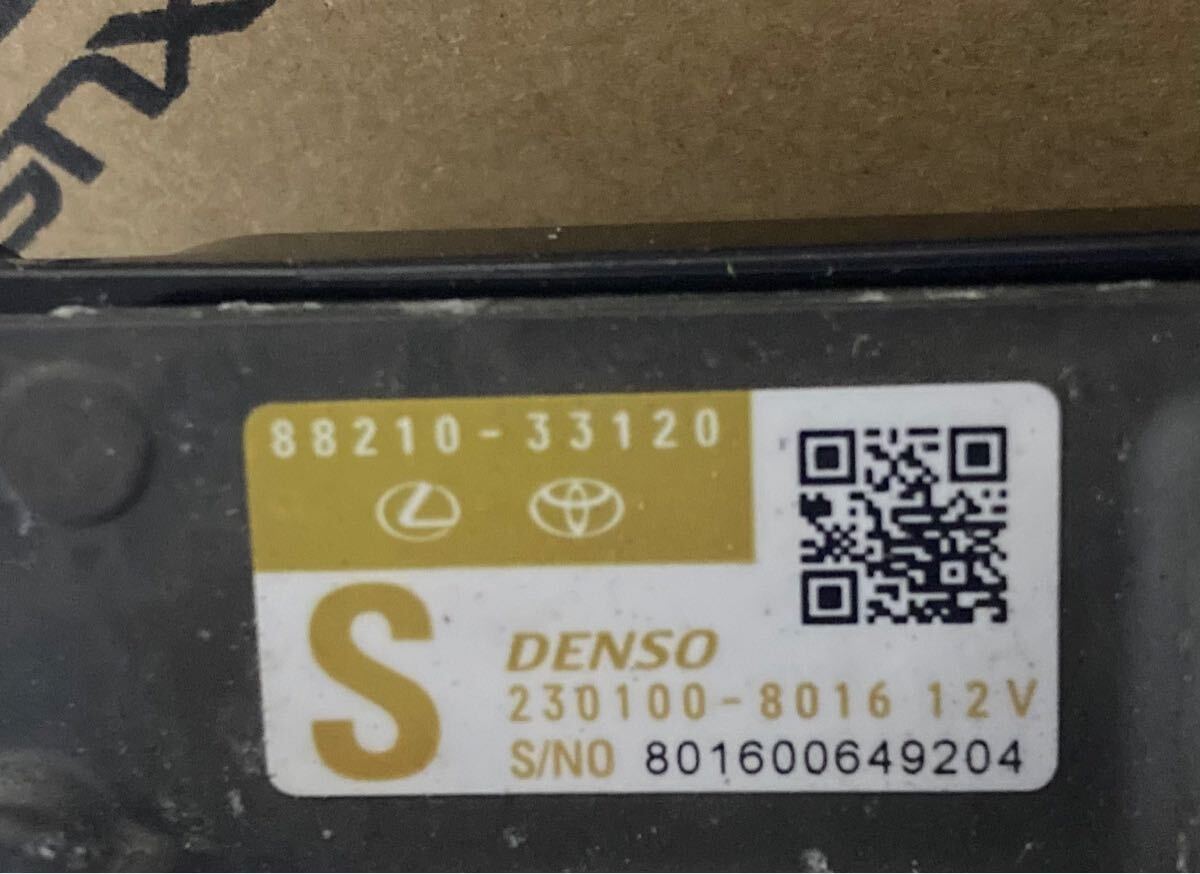 88210-33120
S
DENSO
230100-8016 12V
S/NO 801600649204